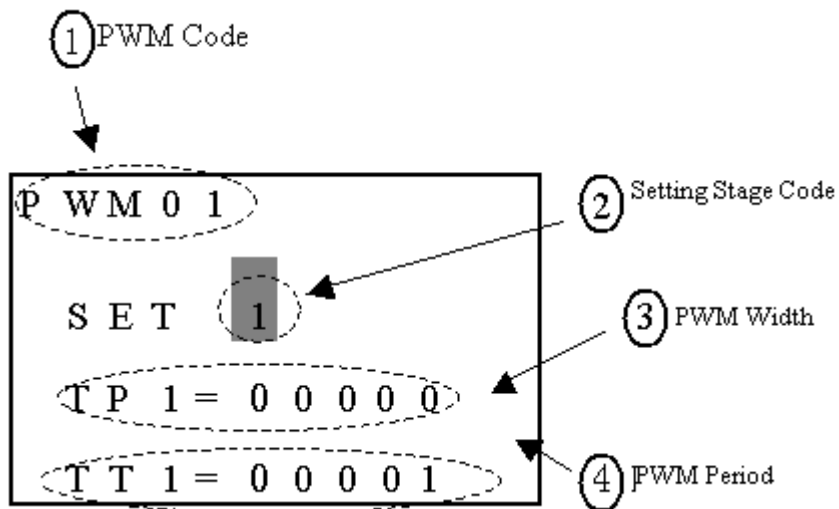 1 PWM Code
P WM 0 1
2 Setting Stage Code
S E T 1
3 PWM Width
T P 1 = 0 0 0 0 0
T T 1 = 0 0 0 0 1
4 PWM Period